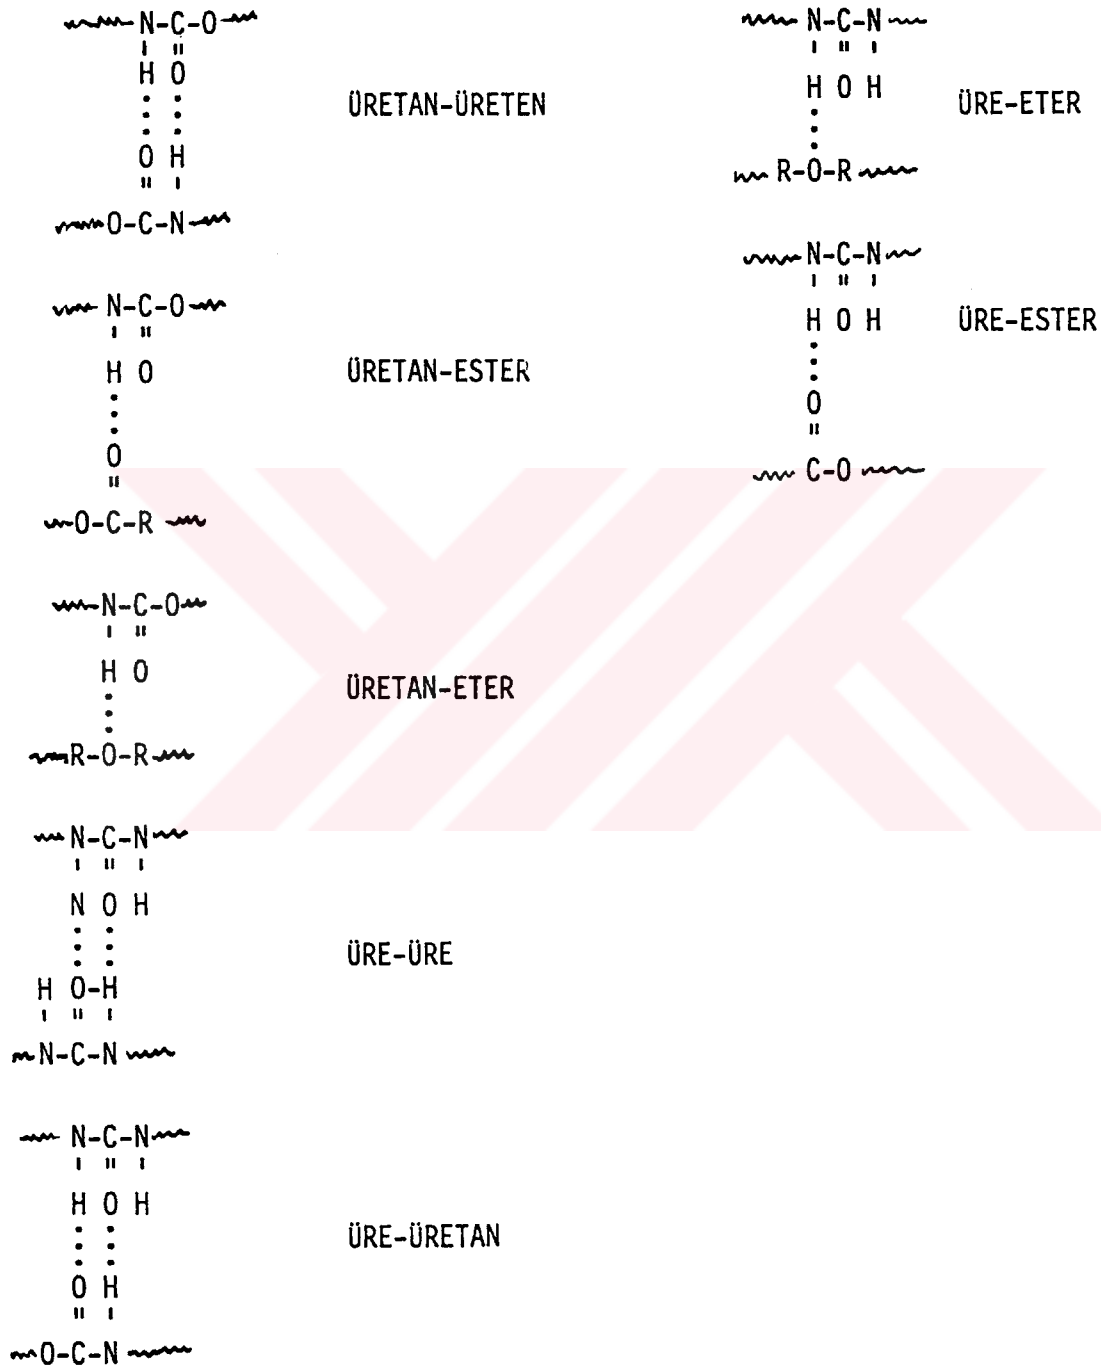 N-C-O
H O
ÜRETAN-ÜRETEN
O H
O-C-N
N-C-O
H O
ÜRETAN-ESTER
O
O-C-R
N-C-O
H O
ÜRETAN-ETER
R-O-R
N-C-N
N O H
ÜRE-ÜRE
H O-H
N-C-N
N-C-N
H O H
ÜRE-ÜRETAN
O H
O-C-N
N-C-N
H O H
ÜRE-ETER
R-O-R
N-C-N
H O H
ÜRE-ESTER
O
C-O